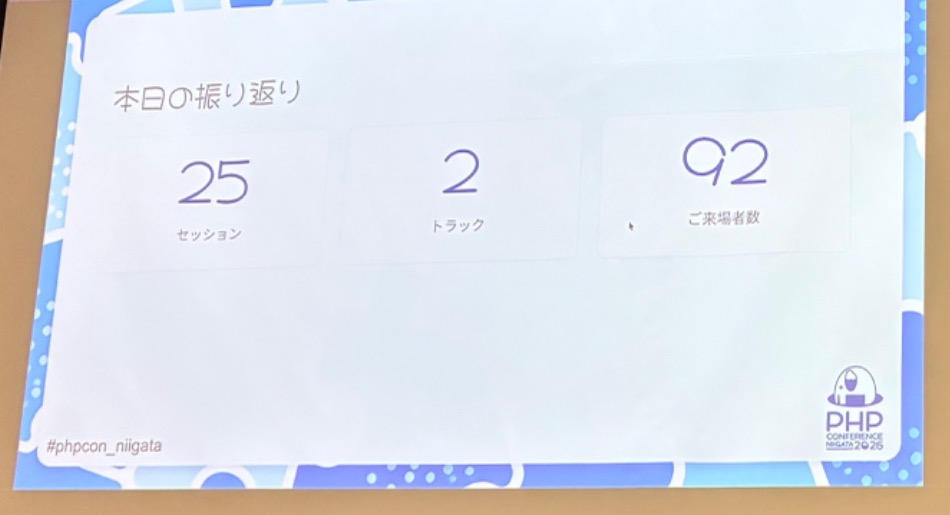 本日の振り返り
25
セッション
2
トラック
92
ご来場者数
#phpcon_niigata
PHP
CONFERENCE
NIIGATA 2026